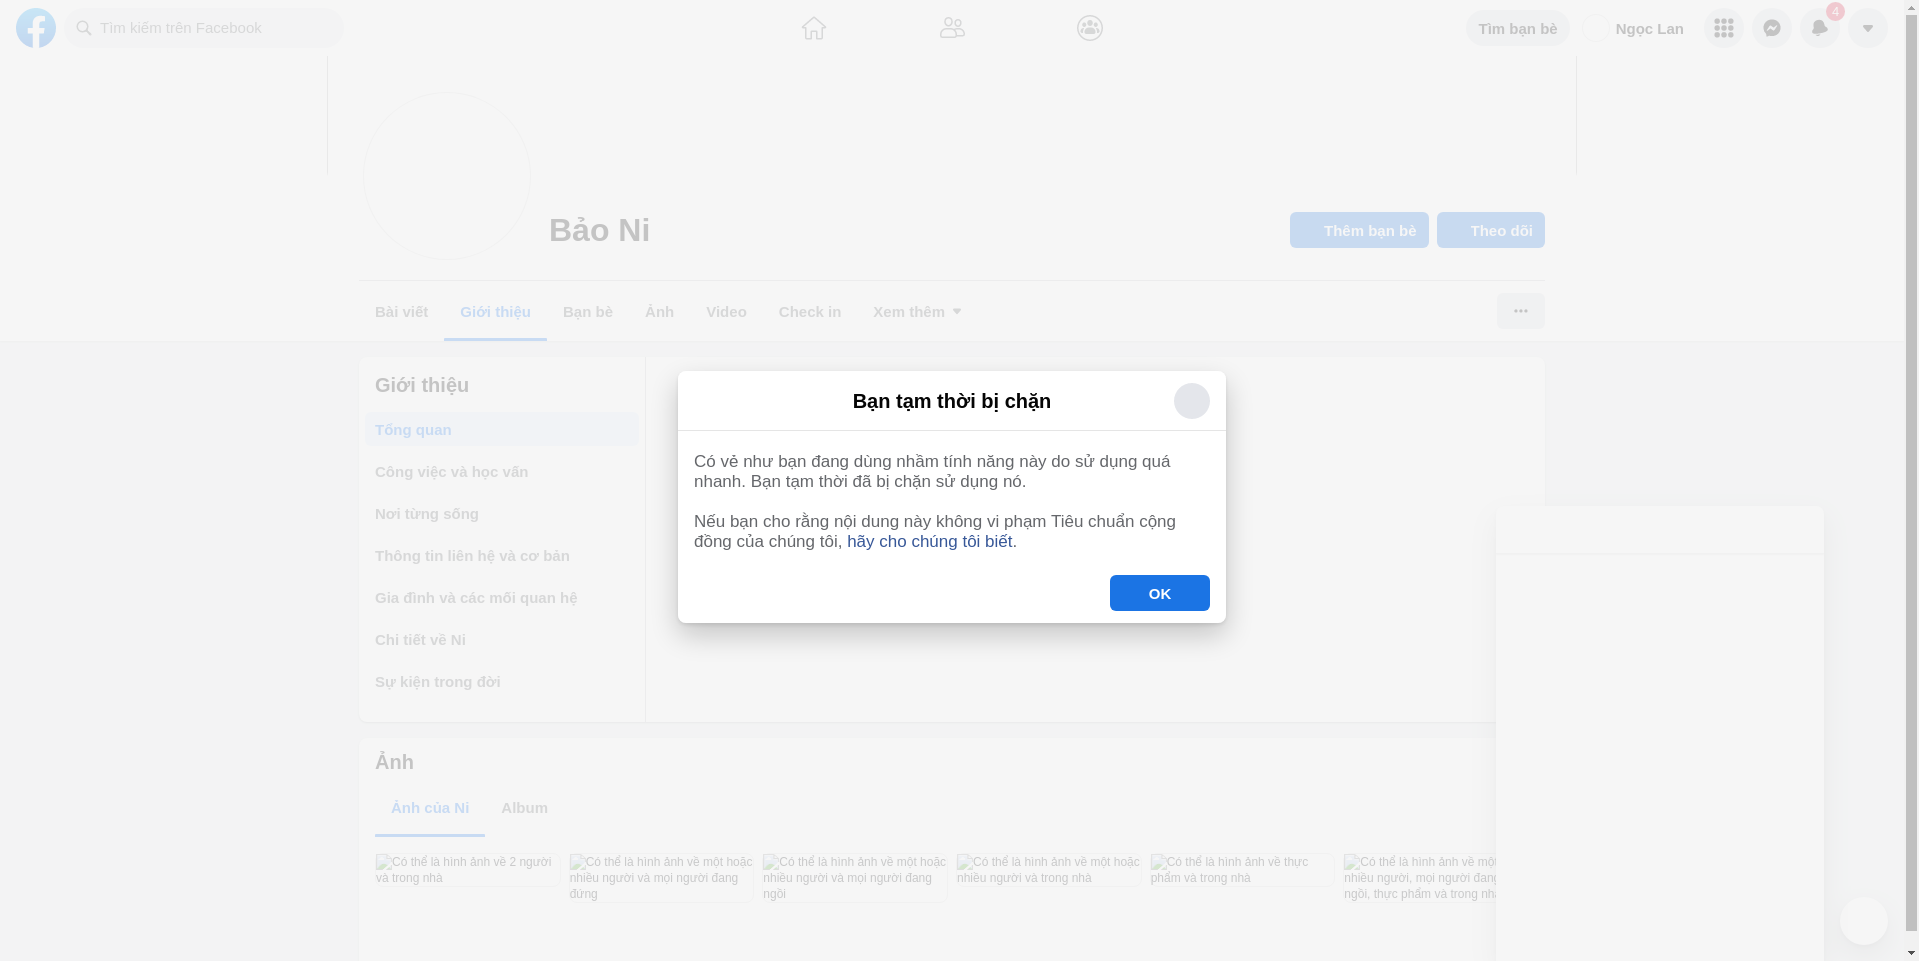 Tìm kiếm trên Facebook
Tìm bạn bè
Ngọc Lan
4
Bảo Ni
Thêm bạn bè
Theo dõi
Bài viết
Giới thiệu
Bạn bè
Ảnh
Video
Check in
Xem thêm
Giới thiệu
Tổng quan
Công việc và học vấn
Nơi từng sống
Thông tin liên hệ và cơ bản
Gia đình và các mối quan hệ
Chi tiết về Ni
Sự kiện trong đời
Bạn tạm thời bị chặn
Có vẻ như bạn đang dùng nhầm tính năng này do sử dụng quá
nhanh. Bạn tạm thời đã bị chặn sử dụng nó.
Nếu bạn cho rằng nội dung này không vi phạm Tiêu chuẩn cộng
đồng của chúng tôi, hãy cho chúng tôi biết.
OK
Ảnh
Ảnh của Ni
Album
Có thể là hình ảnh về 2 người
và trong nhà
Có thể là hình ảnh về một hoặc
nhiều người và mọi người đang
đứng
Có thể là hình ảnh về một hoặc
nhiều người và mọi người đang
ngồi
Có thể là hình ảnh về một hoặc
nhiều người và trong nhà
Có thể là hình ảnh về thực
phẩm và trong nhà
Có thể là hình ảnh về một
nhiều người, mọi người đang
ngồi, thực phẩm và trong nhà